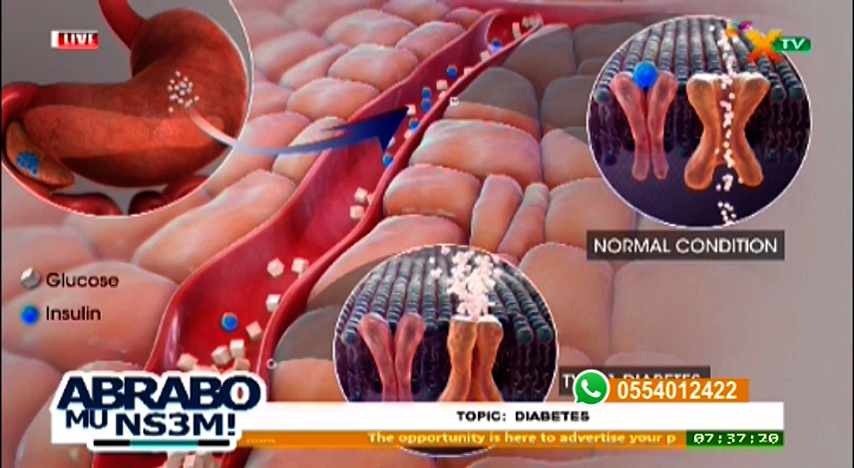 LIVE
X TV
NORMAL CONDITION
Glucose
Insulin
DIABETES
0554012422
ABRABO
MU NS3M!
TOPIC: DIABETES
The opportunity is here to advertise your p
07:37:20